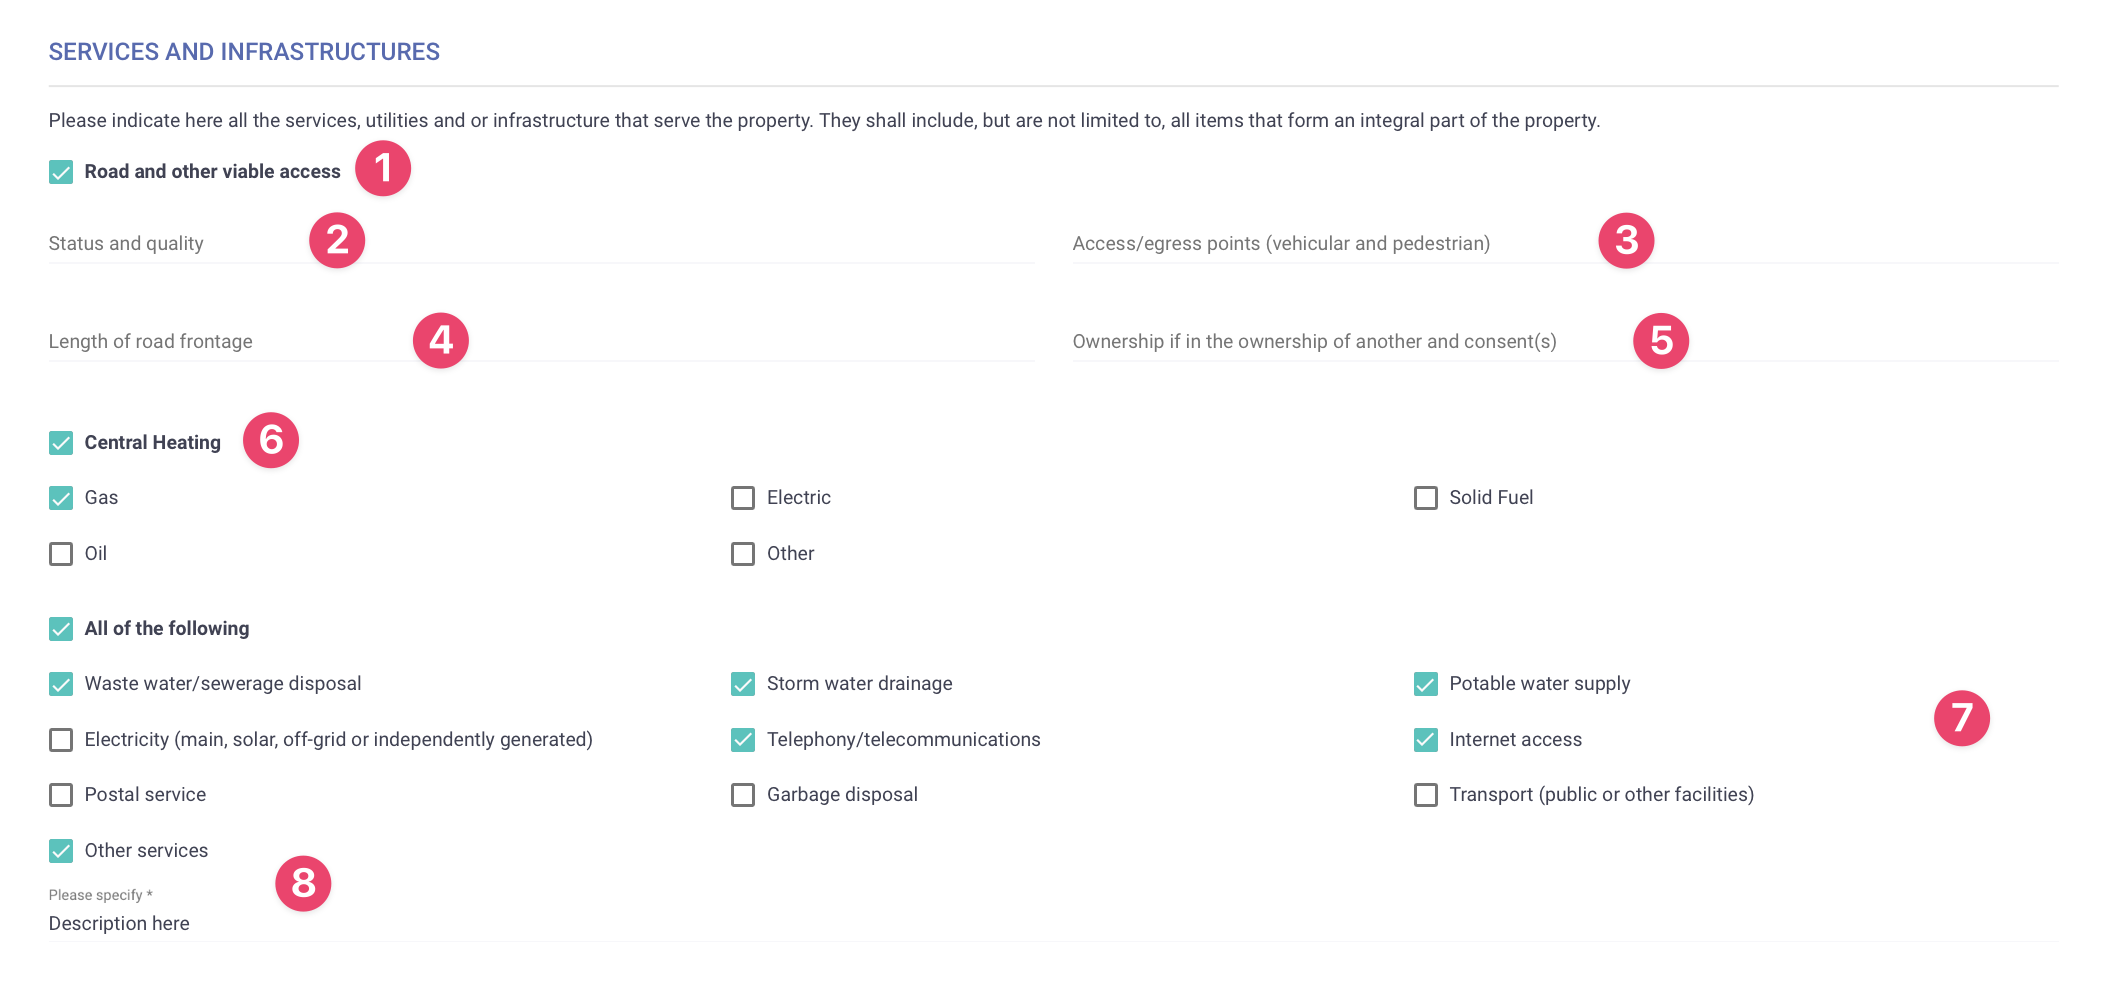 SERVICES AND INFRASTRUCTURES
Please indicate here all the services, utilities and or infrastructure that serve the property. They shall include, but are not limited to, all items that form an integral part of the property.
Road and other viable access 1
Status and quality 2
Access/egress points (vehicular and pedestrian) 3
Length of road frontage 4
Ownership if in the ownership of another and consent(s) 5
Central Heating 6
Gas
Electric
Solid Fuel
Oil
Other
All of the following
Waste water/sewerage disposal
Storm water drainage
Potable water supply
7
Electricity (main, solar, off-grid or independently generated)
Telephony/telecommunications
Internet access
Postal service
Garbage disposal
Transport (public or other facilities)
Other services
8
Please specify *
Description here